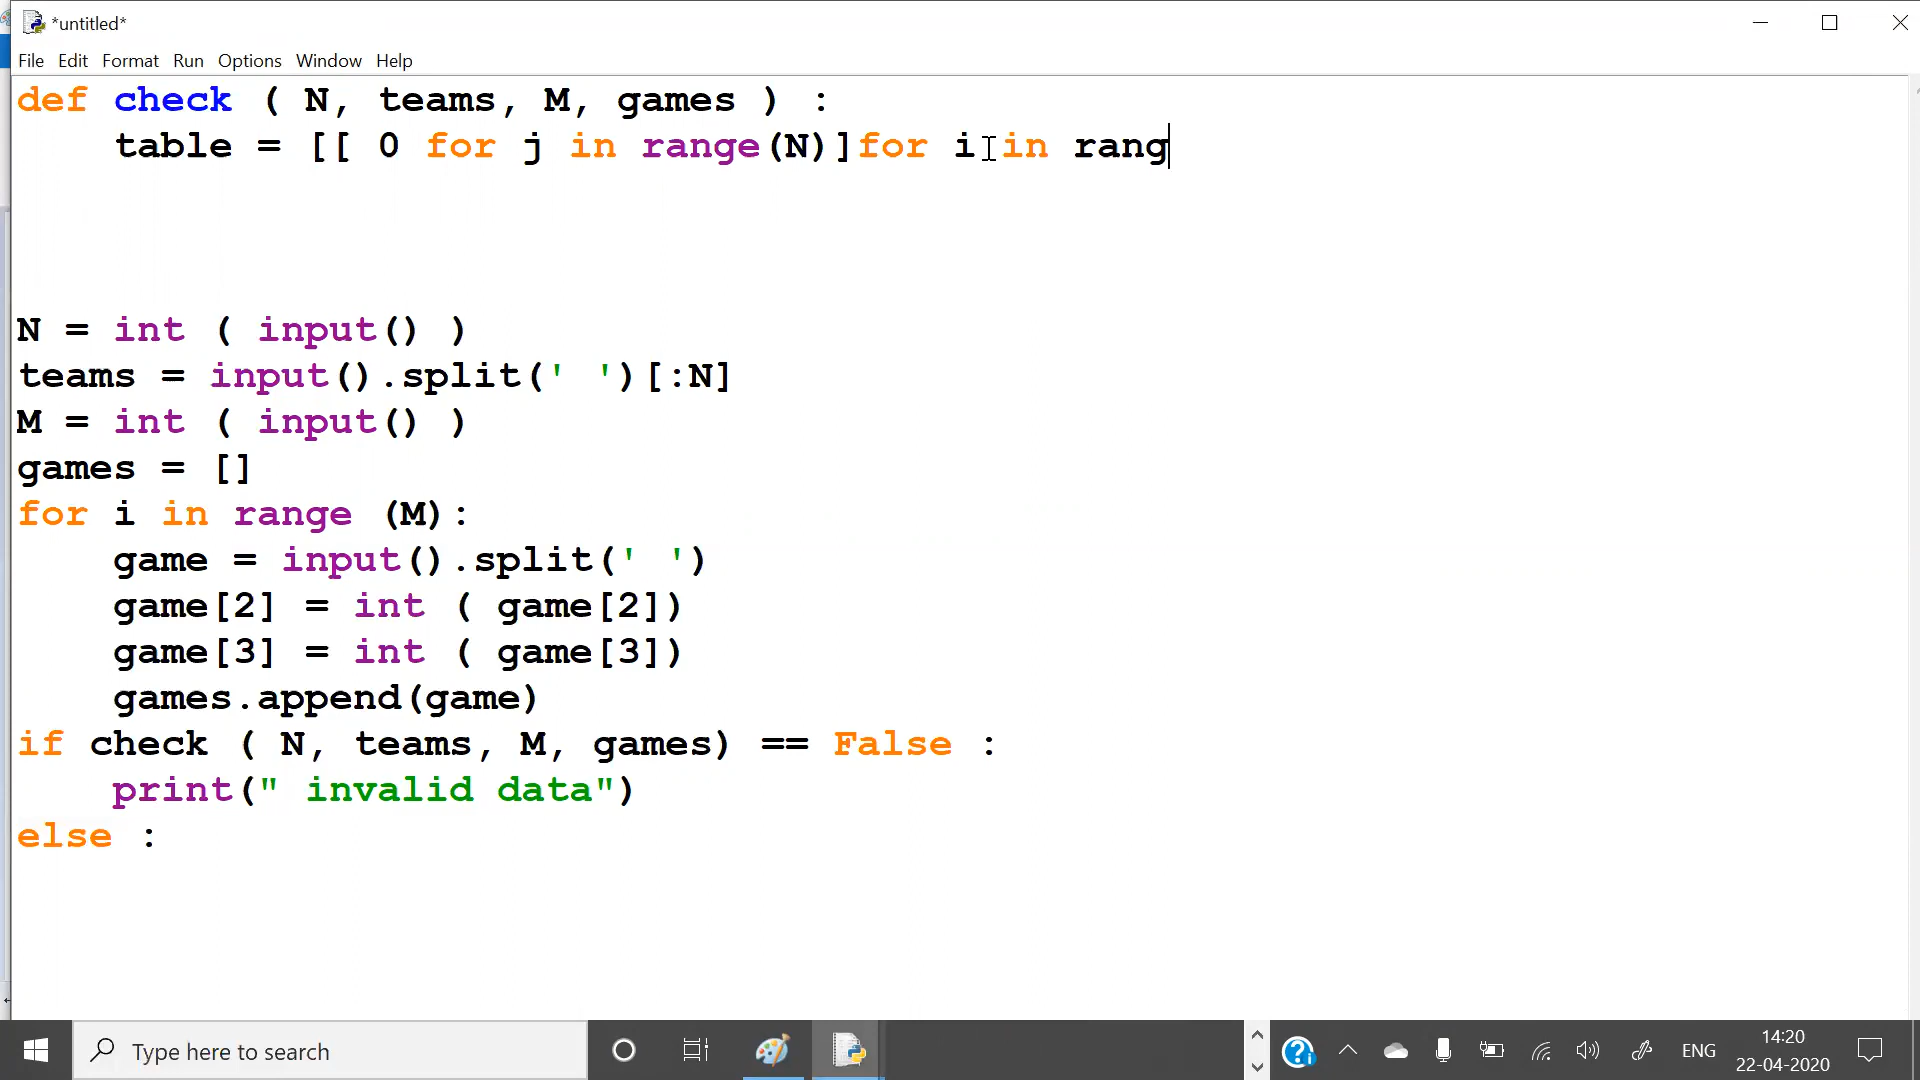 *untitled*
File Edit Format Run Options Window Help
def check ( N, teams, M, games ) :
    table = [[ 0 for j in range(N)]for i in rang
N = int ( input() )
teams = input().split(' ')[:N]
M = int ( input() )
games = []
for i in range (M):
    game = input().split(' ')
    game[2] = int ( game[2])
    game[3] = int ( game[3])
    games.append(game)
if check ( N, teams, M, games) == False :
    print(" invalid data")
else :
Type here to search
ENG
14:20
22-04-2020